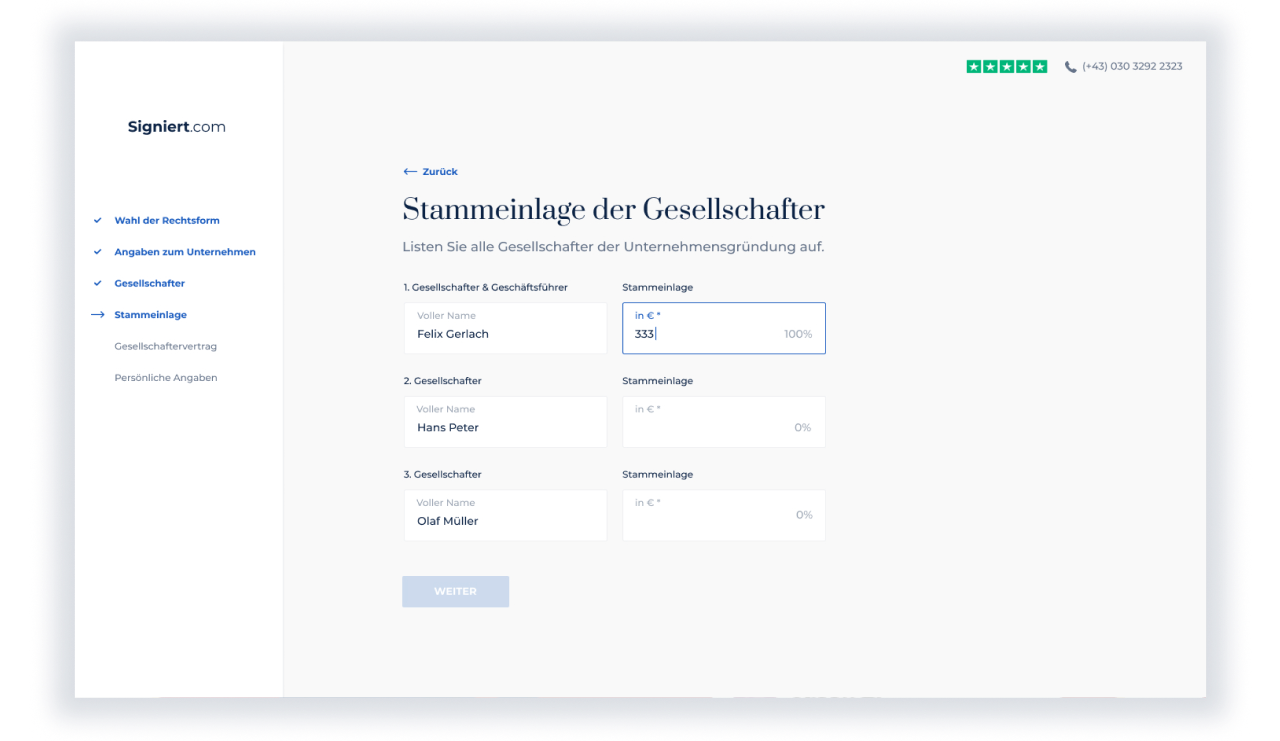 (+43) 030 3292 2323
Signiert.com
Wahl der Rechtsform
Angaben zum Unternehmen
Gesellschafter
Stammeinlage
Gesellschaftervertrag
Persönliche Angaben
Zurück
Stammeinlage der Gesellschafter
Listen Sie alle Gesellschafter der Unternehmensgründung auf.
1. Gesellschafter & Geschäftsführer
Stammeinlage
Voller Name
Felix Gerlach
in € *
333
100%
2. Gesellschafter
Stammeinlage
Voller Name
Hans Peter
in € *
0%
3. Gesellschafter
Stammeinlage
Voller Name
Olaf Müller
in € *
0%
WEITER